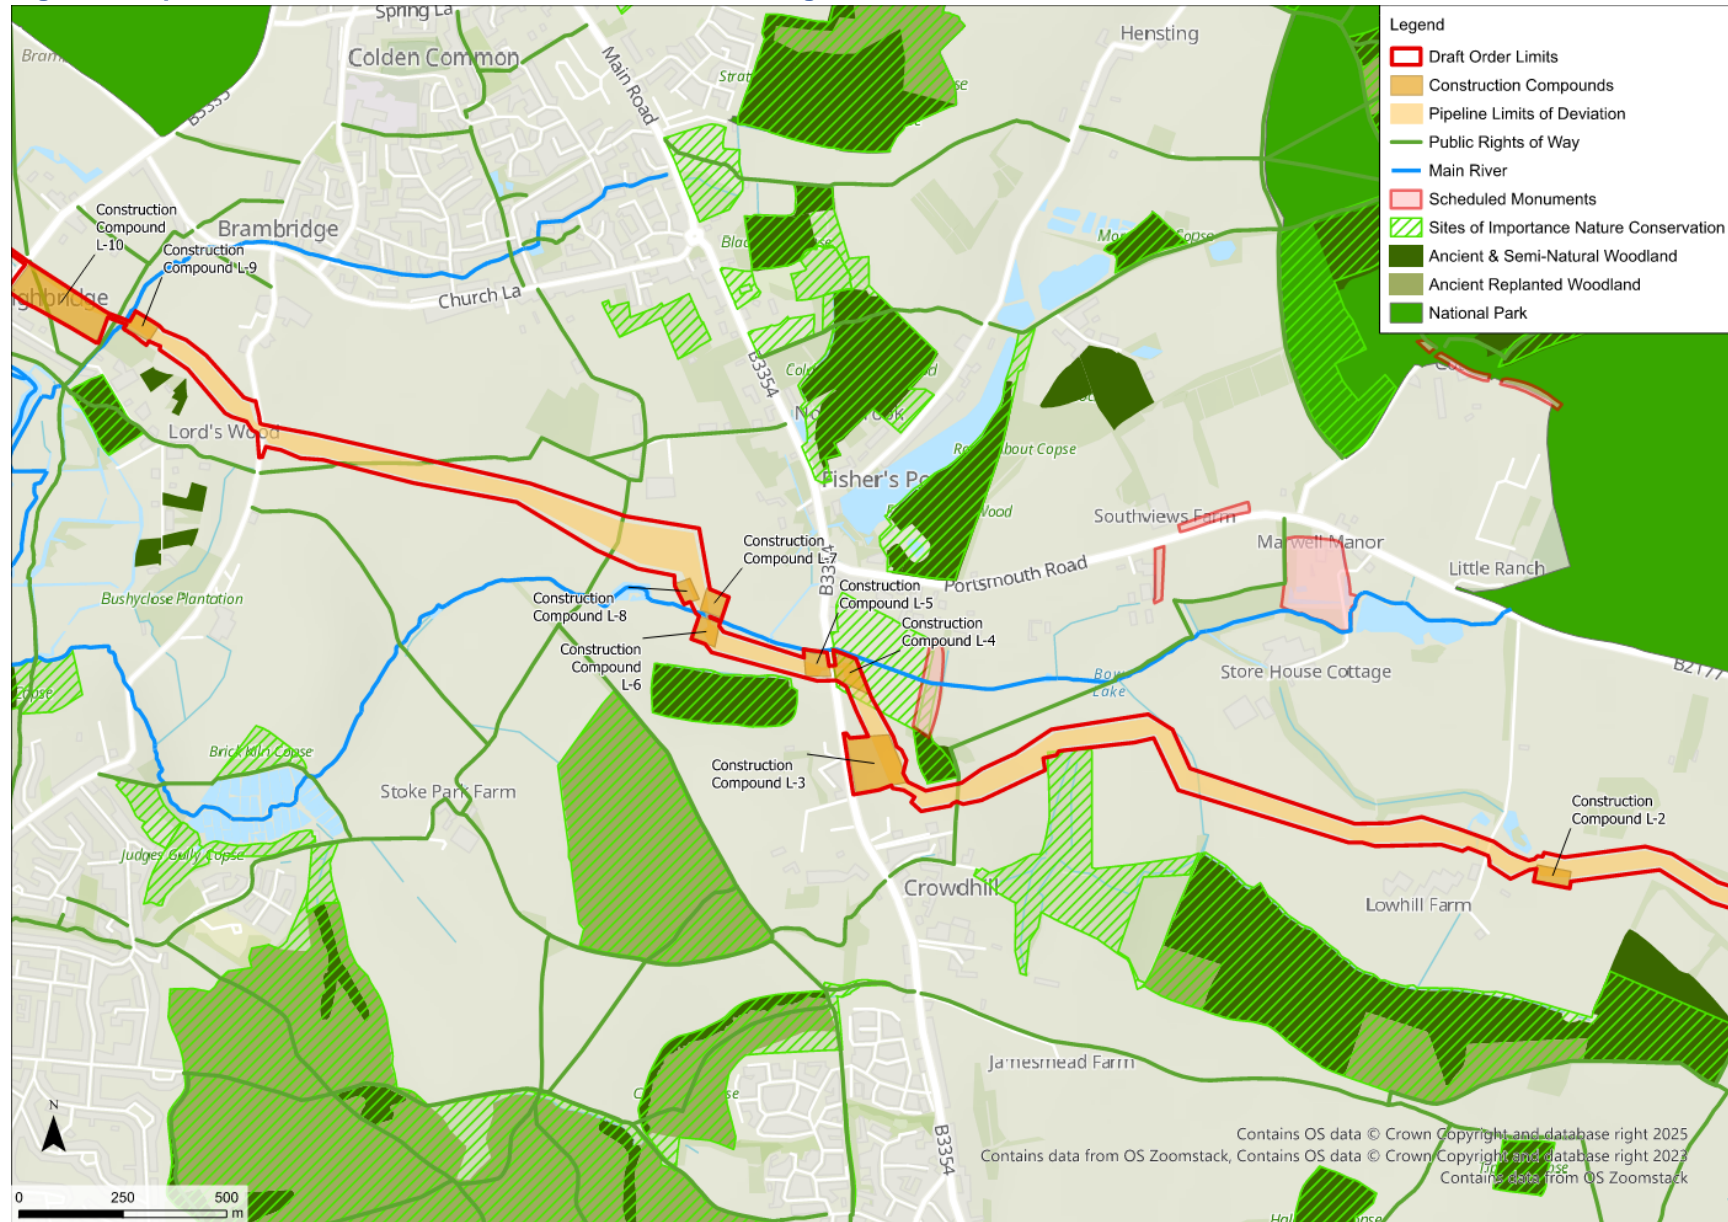 Spring La
Colden Common
Main Road
Hensting
B3335
Legend
Draft Order Limits
Construction Compounds
Pipeline Limits of Deviation
Public Rights of Way
Main River
Scheduled Monuments
Sites of Importance Nature Conservation
Ancient & Semi-Natural Woodland
Ancient Replanted Woodland
National Park
Construction
Compound
L-10
Construction
Compound L-9
Brambridge
Church La
B3354
Lord's Wood
Fisher's Po
Southviews Farm
Marwell Manor
Little Ranch
Portsmouth Road
B3354
B2177
Construction
Compound L-7
Construction
Compound L-8
Construction
Compound L-5
Construction
Compound L-4
Construction
Compound
L-6
Bushyclose Plantation
Store House Cottage
Bow
Lake
Brick Kiln Copse
Stoke Park Farm
Construction
Compound L-3
Construction
Compound L-2
Judges Gully Copse
Crowdhill
Lowhill Farm
Jamesmead Farm
B3354
N
0 250 500
m
Contains OS data © Crown Copyright and database right 2025
Contains data from OS Zoomstack, Contains OS data © Crown Copyright and database right 2023
Contains data from OS Zoomstack